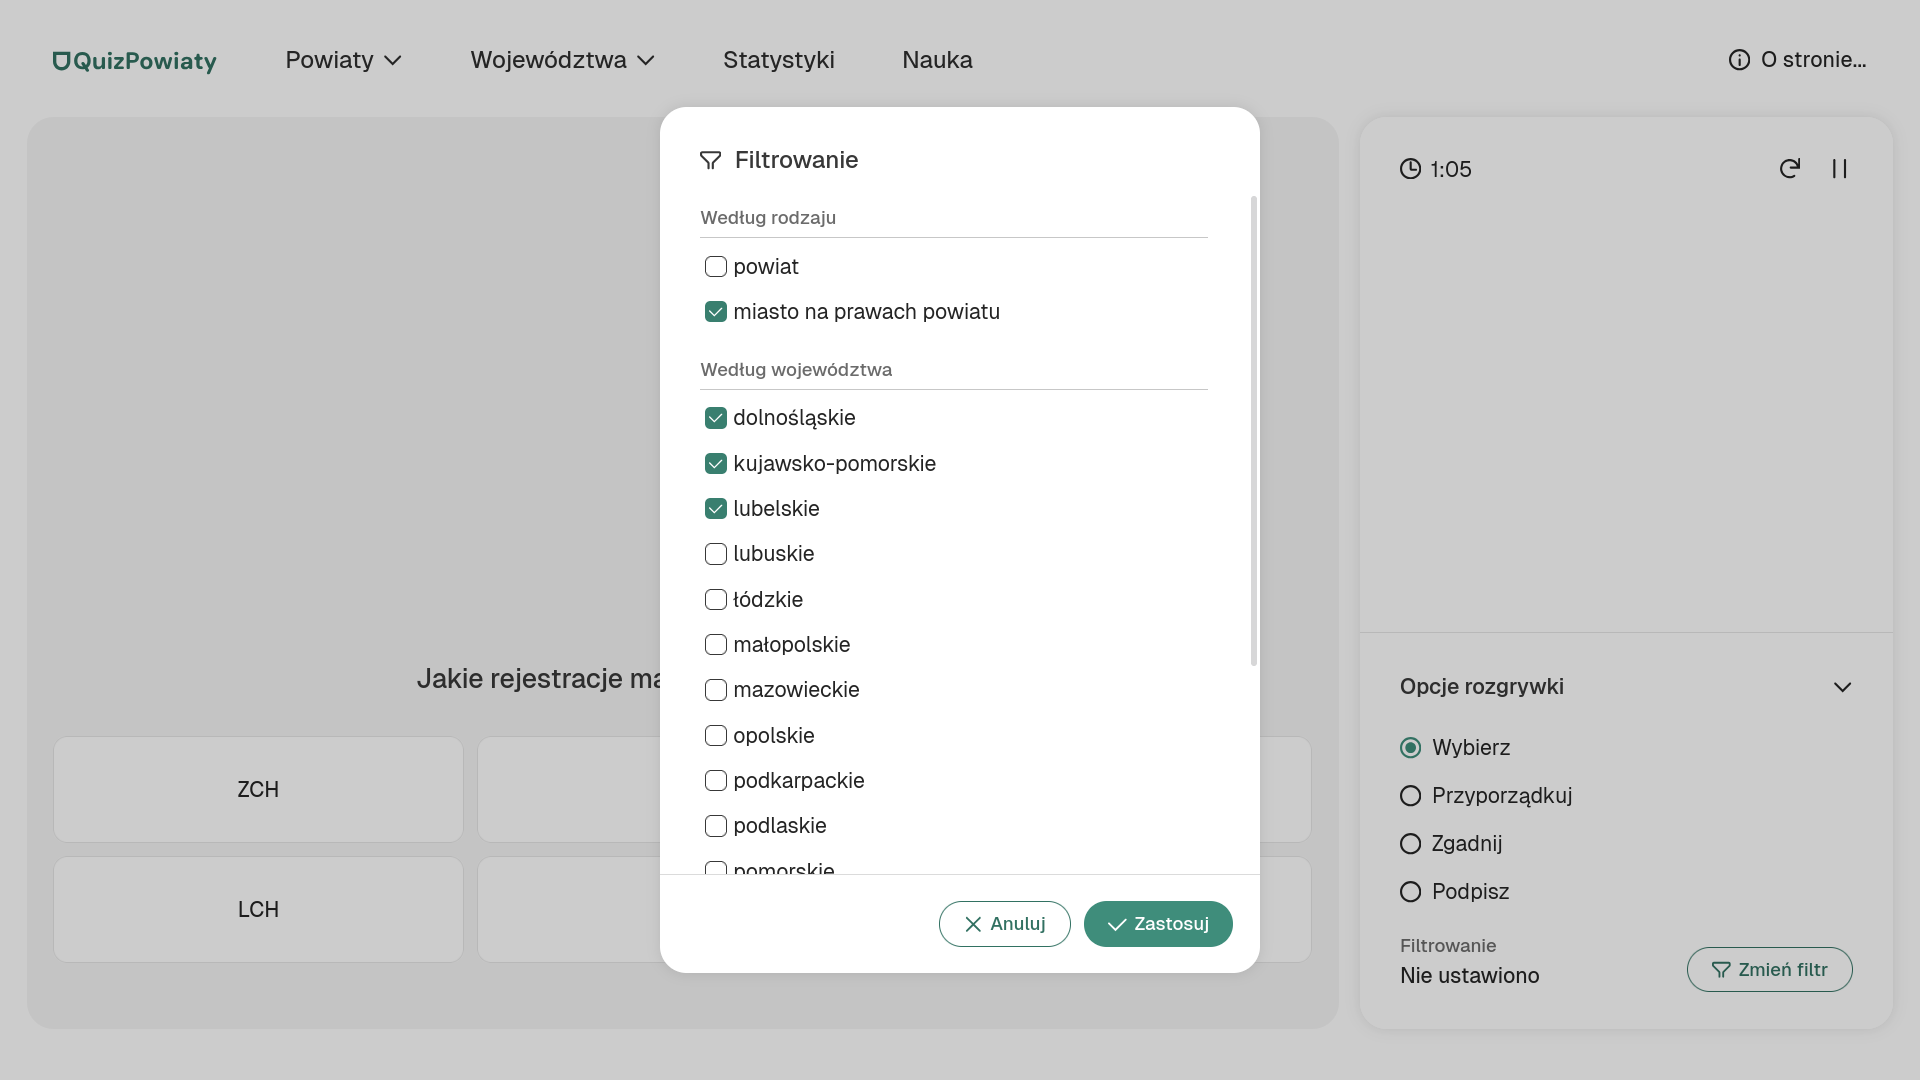 QuizPowiaty
Powiaty
Województwa
Statystyki
Nauka
O stronie...
Filtrowanie
Według rodzaju
powiat
miasto na prawach powiatu
Według województwa
dolnośląskie
kujawsko-pomorskie
lubelskie
lubuskie
łódzkie
małopolskie
mazowieckie
opolskie
podkarpackie
podlaskie
pomorskie
Anuluj
Zastosuj
Jakie rejestracje ma
ZCH
LCH
1:05
Opcje rozgrywki
Wybierz
Przyporządkuj
Zgadnij
Podpisz
Filtrowanie
Nie ustawiono
Zmień filtr